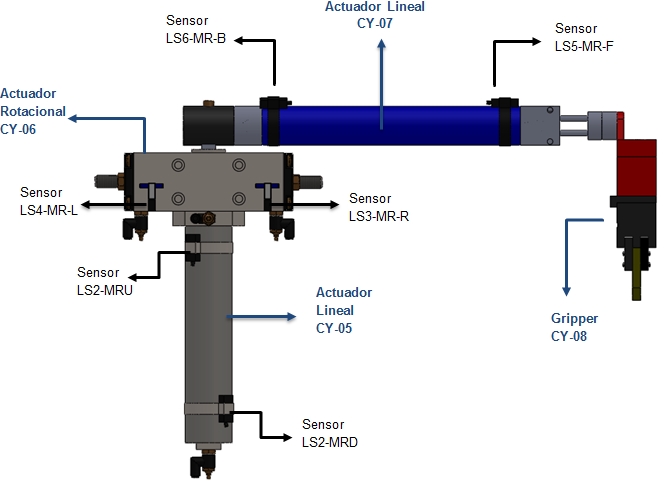 Actuador Lineal
CY-07
Sensor
LS6-MR-B
Sensor
LS5-MR-F
Actuador
Rotacional
CY-06
Sensor
LS4-MR-L
Sensor
LS3-MR-R
Sensor
LS2-MRU
Actuador
Lineal
CY-05
Gripper
CY-08
Sensor
LS2-MRD